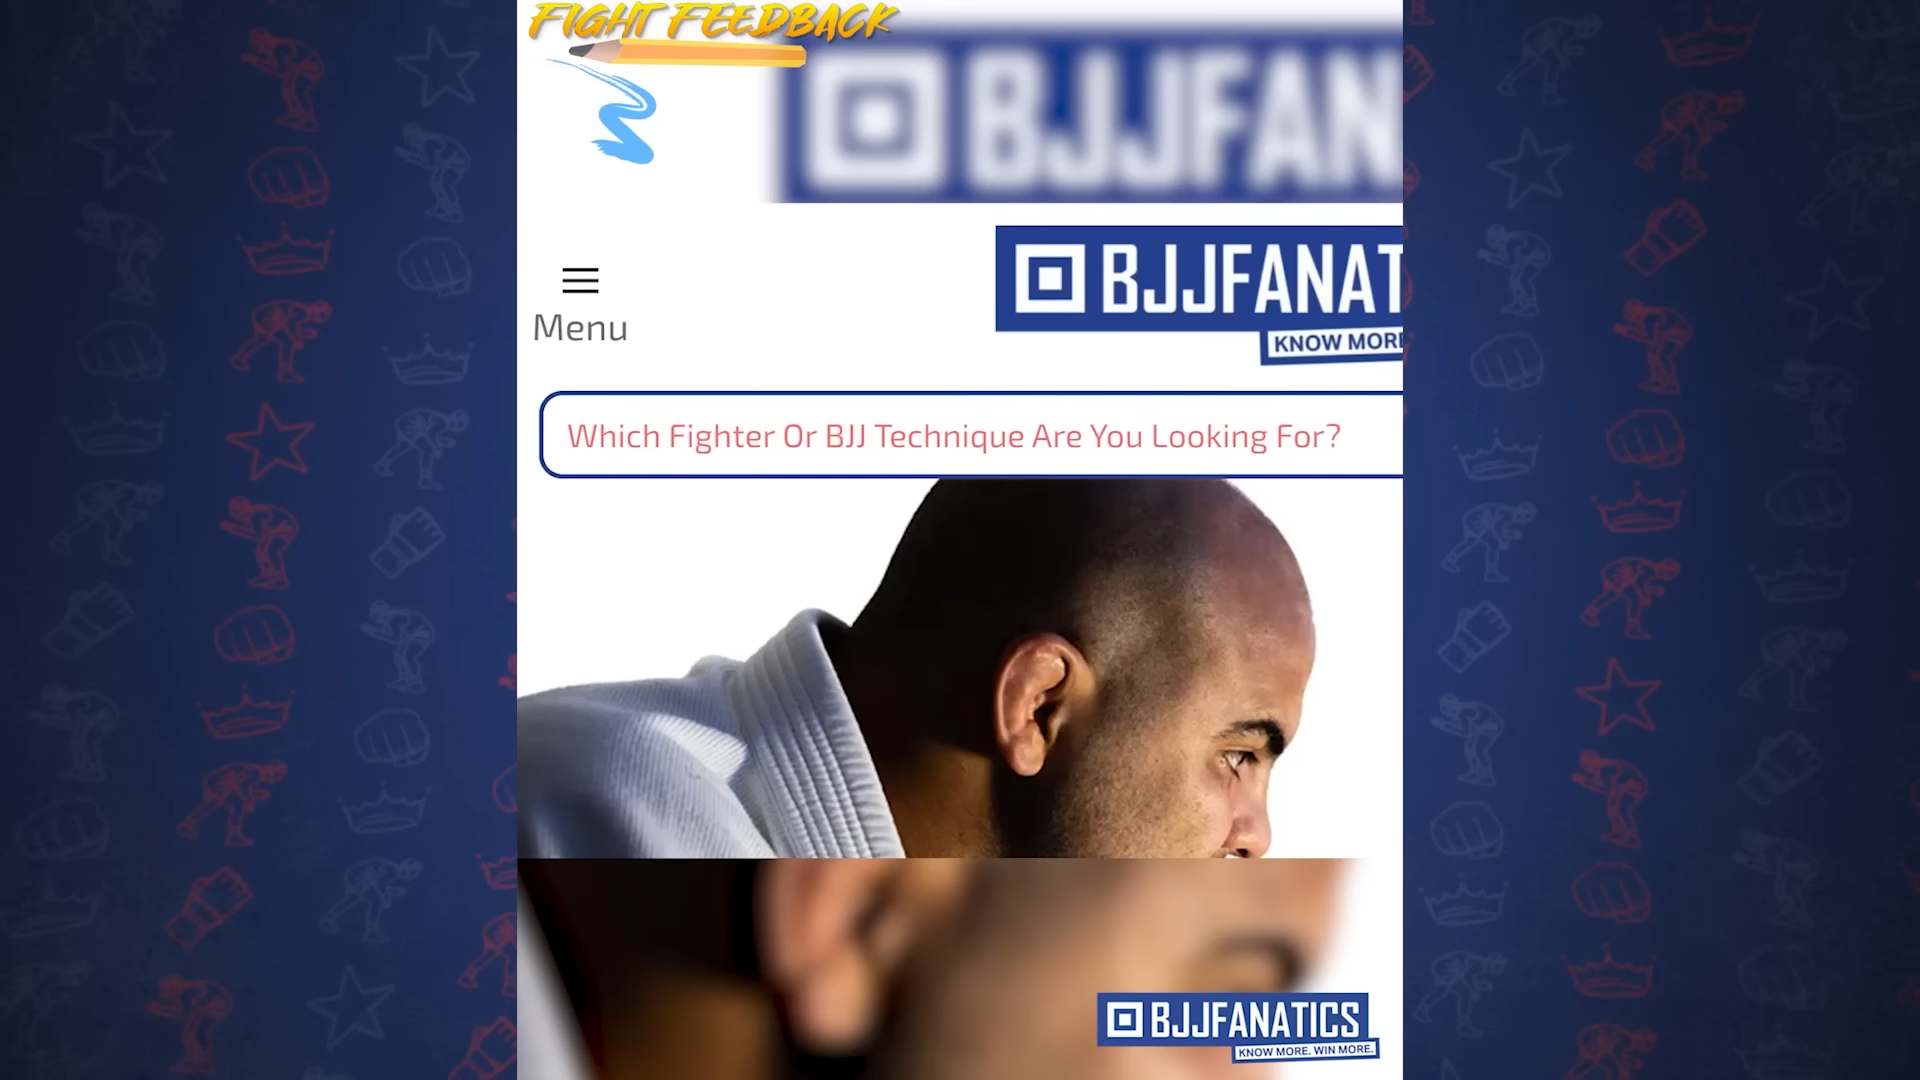 FIGHT FEEDBACK
BJJFAN
BJJFANAT
KNOW MORE
Menu
Which Fighter Or BJJ Technique Are You Looking For?
BJJFANATICS
KNOW MORE. WIN MORE.